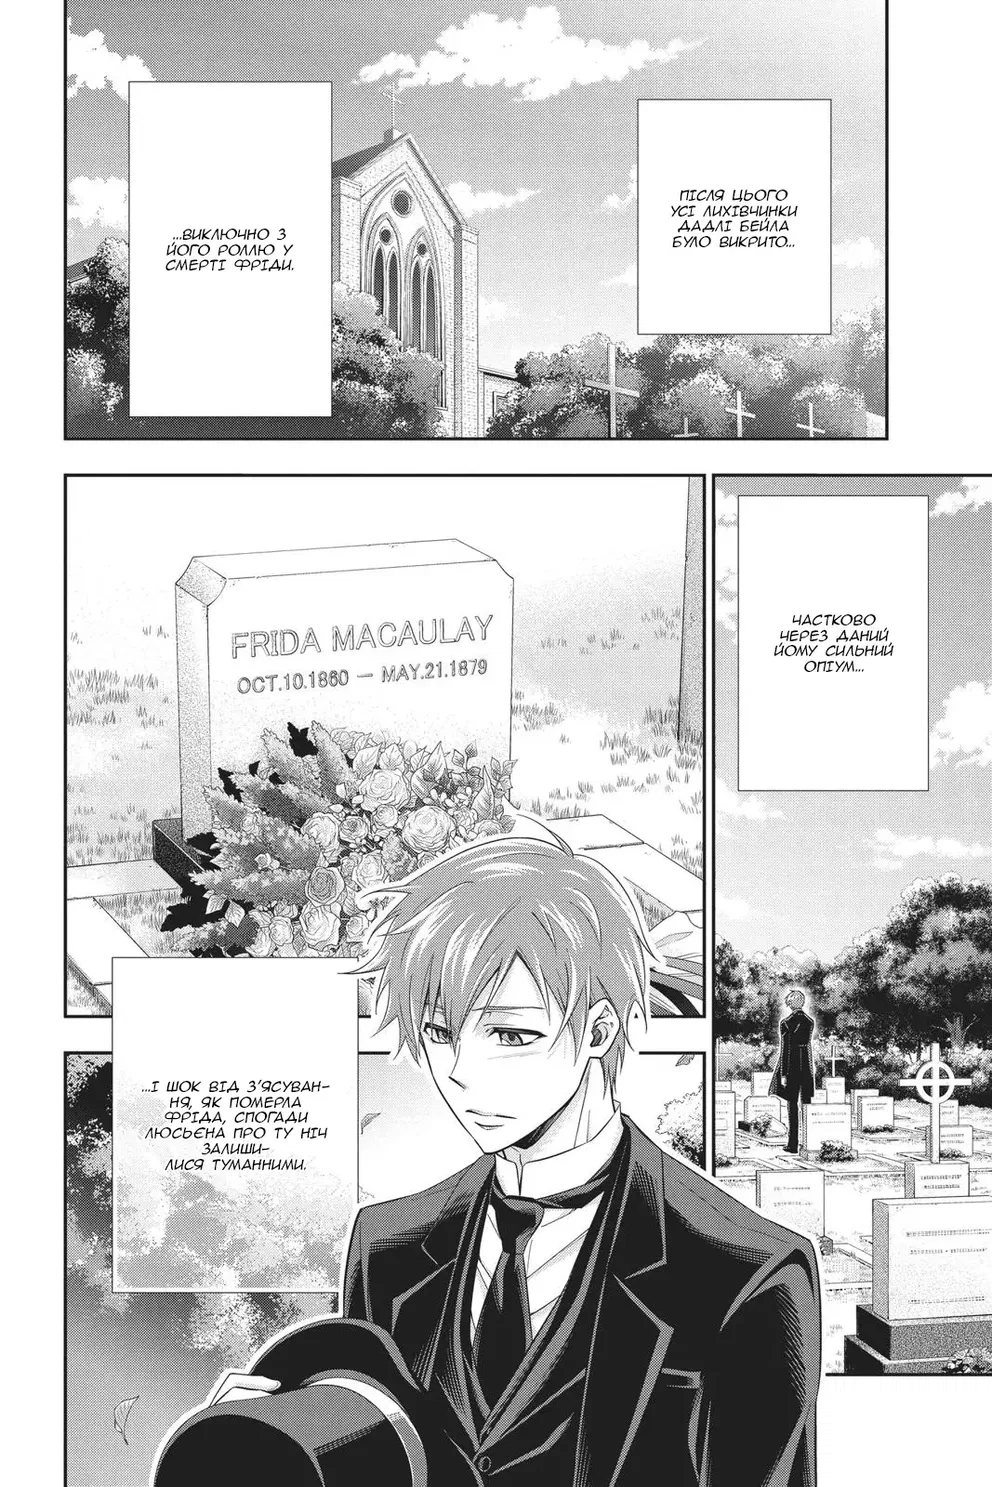 ПІСЛЯ ЦЬОГО
УСІ ЛИХІВЧИНКИ
ДАДЛІ БЕЙЛА
БУЛО ВИКРИТО...
...ВИКЛЮЧНО З
ЙОГО РОЛЛЮ У
СМЕРТІ ФРІДИ.
ЧАСТКОВО
ЧЕРЕЗ ДАНИЙ
ЙОМУ СИЛЬНИЙ
ОПІУМ...
FRIDA MACAULAY
OCT.10.1860 — MAY.21.1879
...І ШОК ВІД З'ЯСУВАН-
НЯ, ЯК ПОМЕРЛА
ФРІДА, СПОГАДИ
ЛЮСЬЄНА ПРО ТУ НІЧ
ЗАЛИШИ-
ЛИСЯ ТУМАННИМИ.